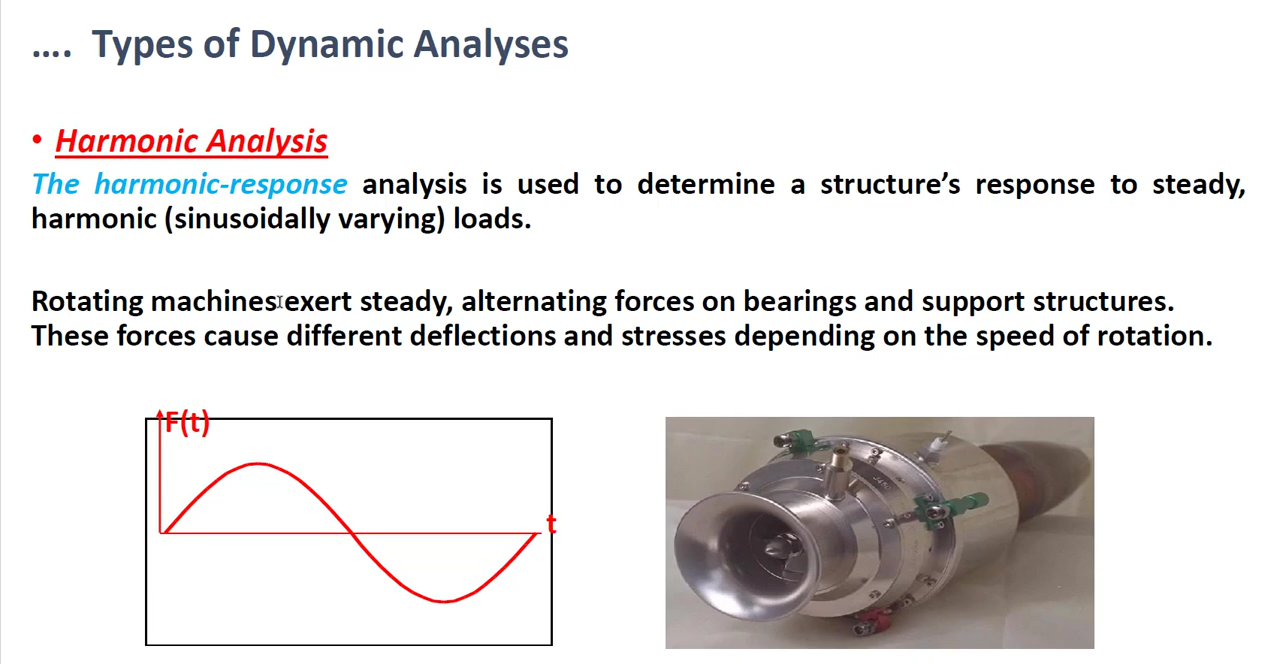 .... Types of Dynamic Analyses
• Harmonic Analysis
The harmonic-response analysis is used to determine a structure’s response to steady,
harmonic (sinusoidally varying) loads.
Rotating machines exert steady, alternating forces on bearings and support structures.
These forces cause different deflections and stresses depending on the speed of rotation.
F(t)
t